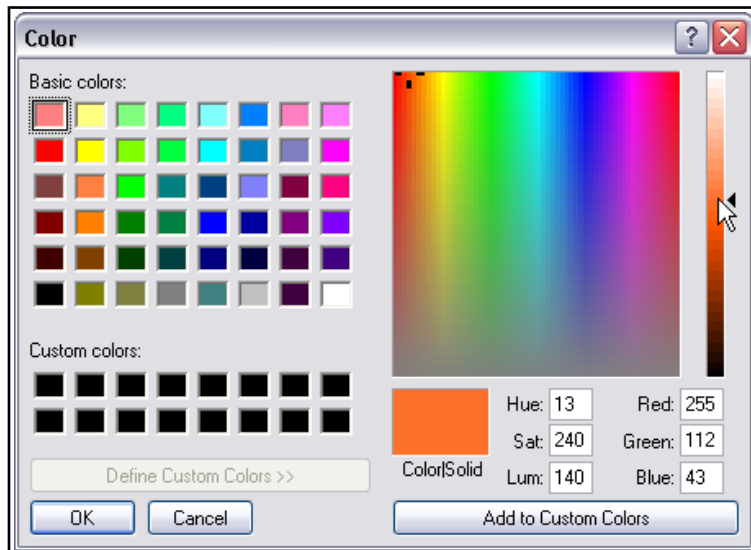 Color
?
Basic colors:
Custom colors:
Define Custom Colors >>
OK
Cancel
Color|Solid
Hue: 13
Sat: 240
Lum: 140
Red: 255
Green: 112
Blue: 43
Add to Custom Colors